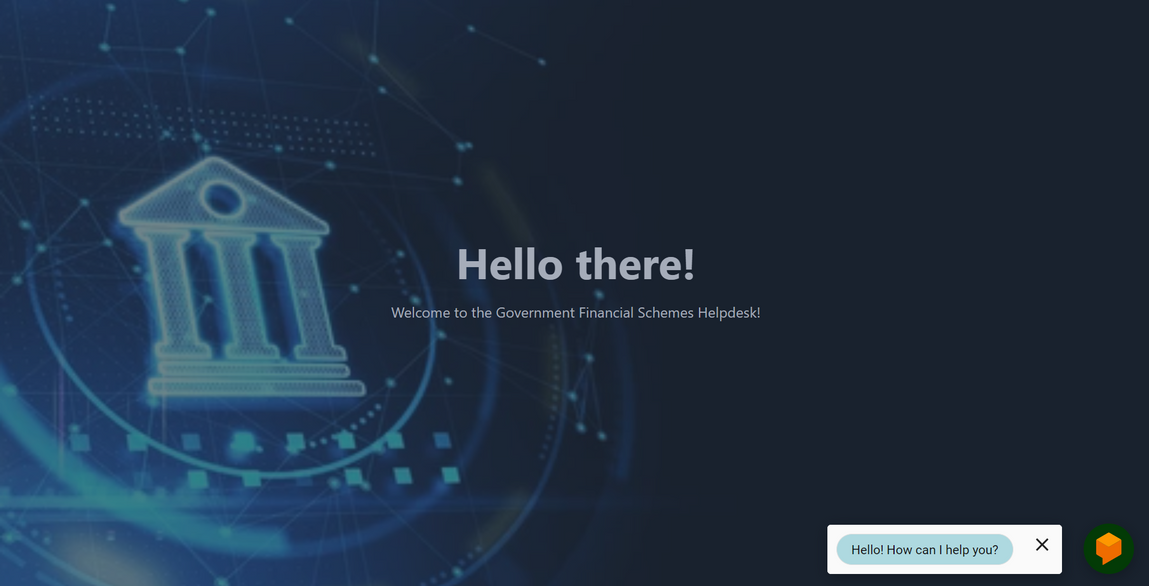 Hello there!
Welcome to the Government Financial Schemes Helpdesk!
Hello! How can I help you?